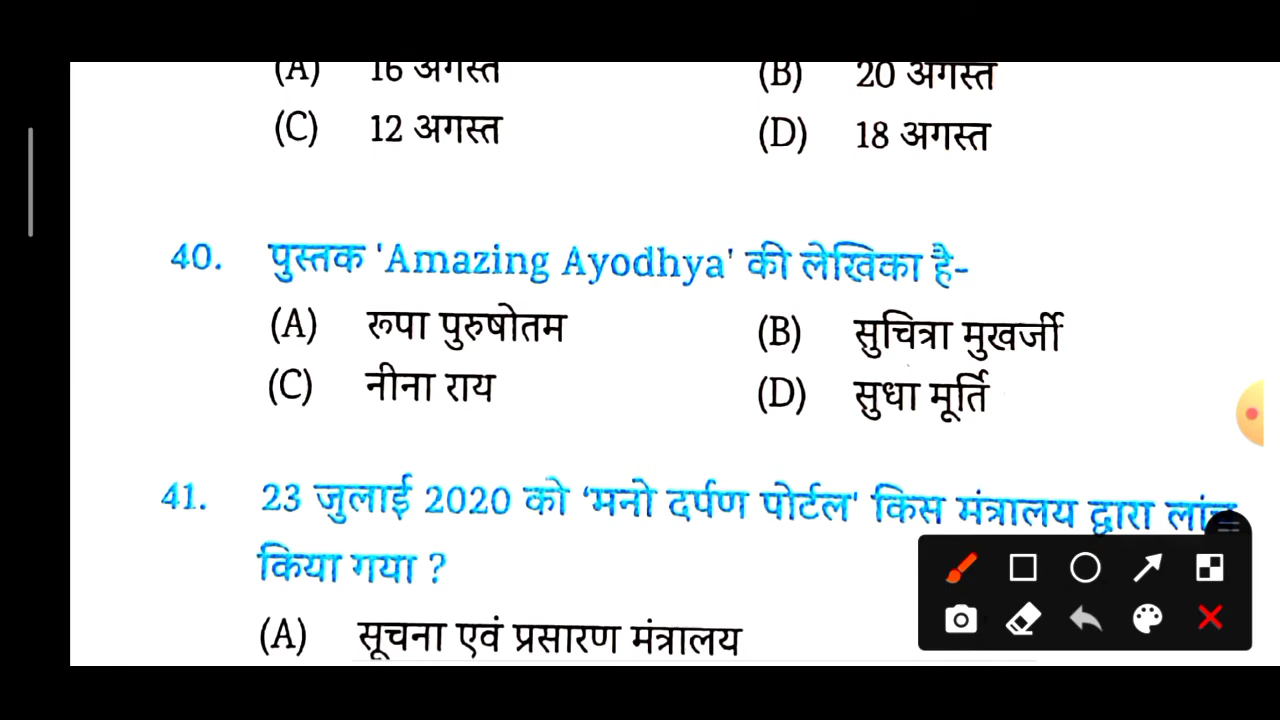 (A) 16 अगस्त (B) 20 अगस्त
(C) 12 अगस्त (D) 18 अगस्त
40. पुस्तक 'Amazing Ayodhya' की लेखिका है-
(A) रूपा पुरुषोतम (B) सुचित्रा मुखर्जी
(C) नीना राय (D) सुधा मूर्ति
41. 23 जुलाई 2020 को ‘मनो दर्पण पोर्टल' किस मंत्रालय द्वारा लांच
किया गया ?
(A) सूचना एवं प्रसारण मंत्रालय